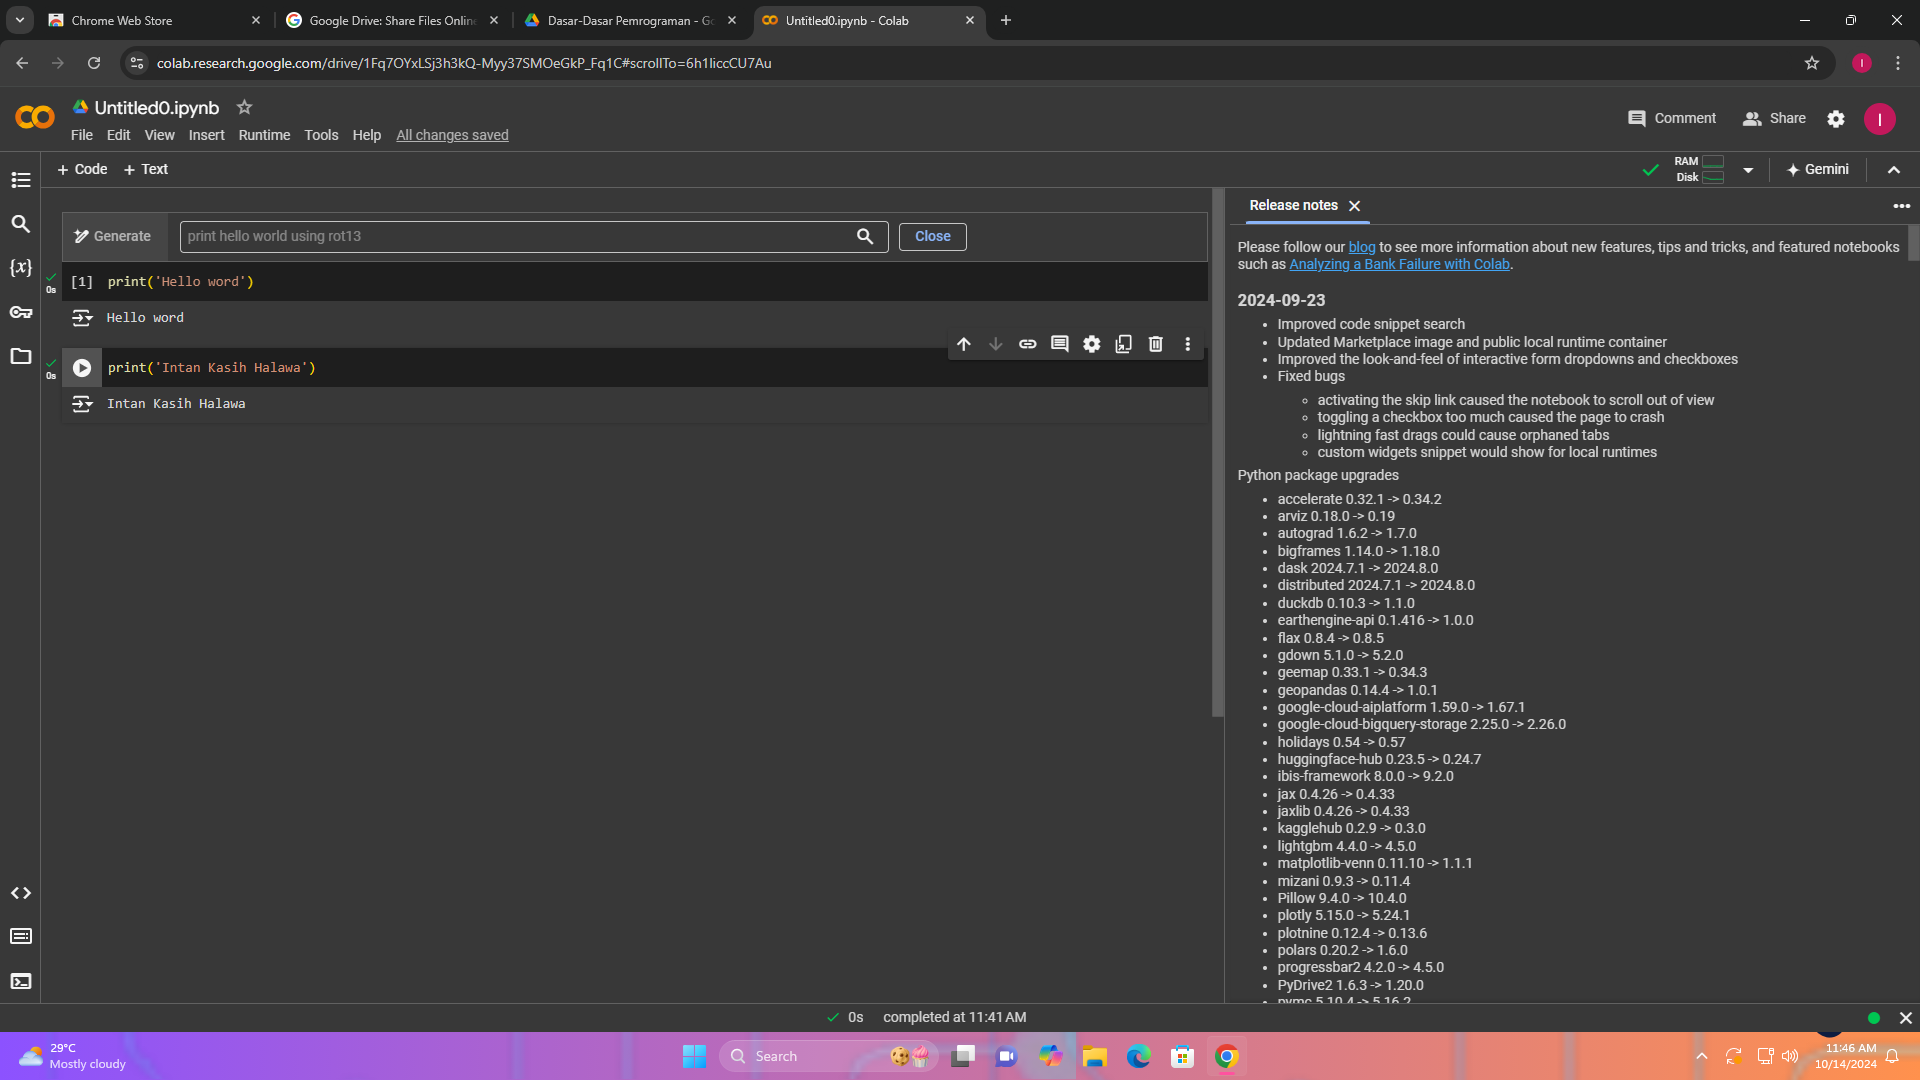 Chrome Web Store
Google Drive: Share Files Online
Dasar-Dasar Pemrograman - Go
Untitled0.ipynb - Colab
colab.research.google.com/drive/1Fq7OYxLSj3h3kQ-Myy37SMOeGkP_Fq1C#scrollTo=6h1IiccCU7Au
I
Untitled0.ipynb
File Edit View Insert Runtime Tools Help All changes saved
Comment Share I
+ Code + Text
RAM
Disk
Gemini
Generate
print hello world using rot13
Close
[1] print('Hello word')
0s
Hello word
print('Intan Kasih Halawa')
0s
Intan Kasih Halawa
Release notes
Please follow our blog to see more information about new features, tips and tricks, and featured notebooks
such as Analyzing a Bank Failure with Colab.
2024-09-23
• Improved code snippet search
• Updated Marketplace image and public local runtime container
• Improved the look-and-feel of interactive form dropdowns and checkboxes
• Fixed bugs
◦ activating the skip link caused the notebook to scroll out of view
◦ toggling a checkbox too much caused the page to crash
◦ lightning fast drags could cause orphaned tabs
◦ custom widgets snippet would show for local runtimes
Python package upgrades
• accelerate 0.32.1 -> 0.34.2
• arviz 0.18.0 -> 0.19
• autograd 1.6.2 -> 1.7.0
• bigframes 1.14.0 -> 1.18.0
• dask 2024.7.1 -> 2024.8.0
• distributed 2024.7.1 -> 2024.8.0
• duckdb 0.10.3 -> 1.1.0
• earthengine-api 0.1.416 -> 1.0.0
• flax 0.8.4 -> 0.8.5
• gdown 5.1.0 -> 5.2.0
• geemap 0.33.1 -> 0.34.3
• geopandas 0.14.4 -> 1.0.1
• google-cloud-aiplatform 1.59.0 -> 1.67.1
• google-cloud-bigquery-storage 2.25.0 -> 2.26.0
• holidays 0.54 -> 0.57
• huggingface-hub 0.23.5 -> 0.24.7
• ibis-framework 8.0.0 -> 9.2.0
• jax 0.4.26 -> 0.4.33
• jaxlib 0.4.26 -> 0.4.33
• kagglehub 0.2.9 -> 0.3.0
• lightgbm 4.4.0 -> 4.5.0
• matplotlib-venn 0.11.10 -> 1.1.1
• mizani 0.9.3 -> 0.11.4
• Pillow 9.4.0 -> 10.4.0
• plotly 5.15.0 -> 5.24.1
• plotnine 0.12.4 -> 0.13.6
• polars 0.20.2 -> 1.6.0
• progressbar2 4.2.0 -> 4.5.0
• PyDrive2 1.6.3 -> 1.20.0
• pymc 5.10.4 -> 5.16.2
0s completed at 11:41 AM
29°C
Mostly cloudy
Search
11:46 AM
10/14/2024